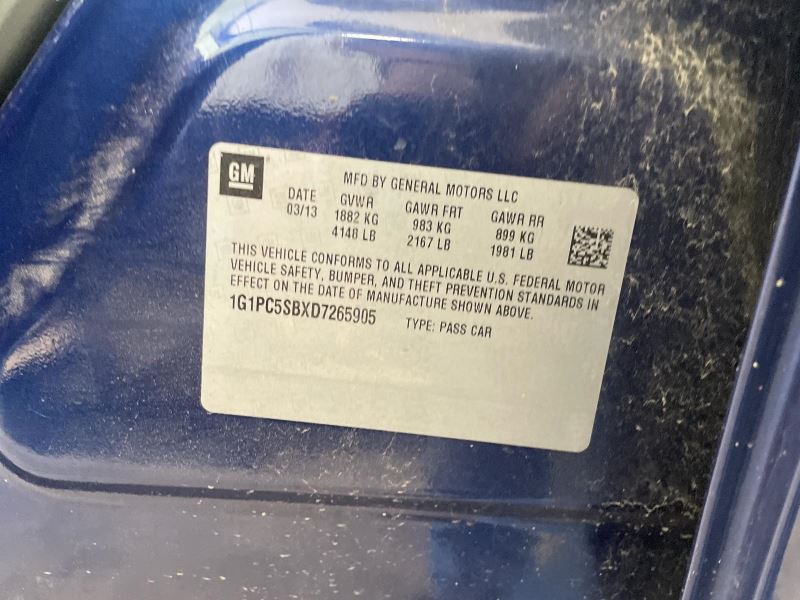 GM
MFD BY GENERAL MOTORS LLC
DATE GVWR GAWR FRT GAWR RR
03/13 1882 KG 983 KG 899 KG
4148 LB 2167 LB 1981 LB
THIS VEHICLE CONFORMS TO ALL APPLICABLE U.S. FEDERAL MOTOR
VEHICLE SAFETY, BUMPER, AND THEFT PREVENTION STANDARDS IN
EFFECT ON THE DATE OF MANUFACTURE SHOWN ABOVE.
1G1PC5SBXD7265905 TYPE: PASS CAR